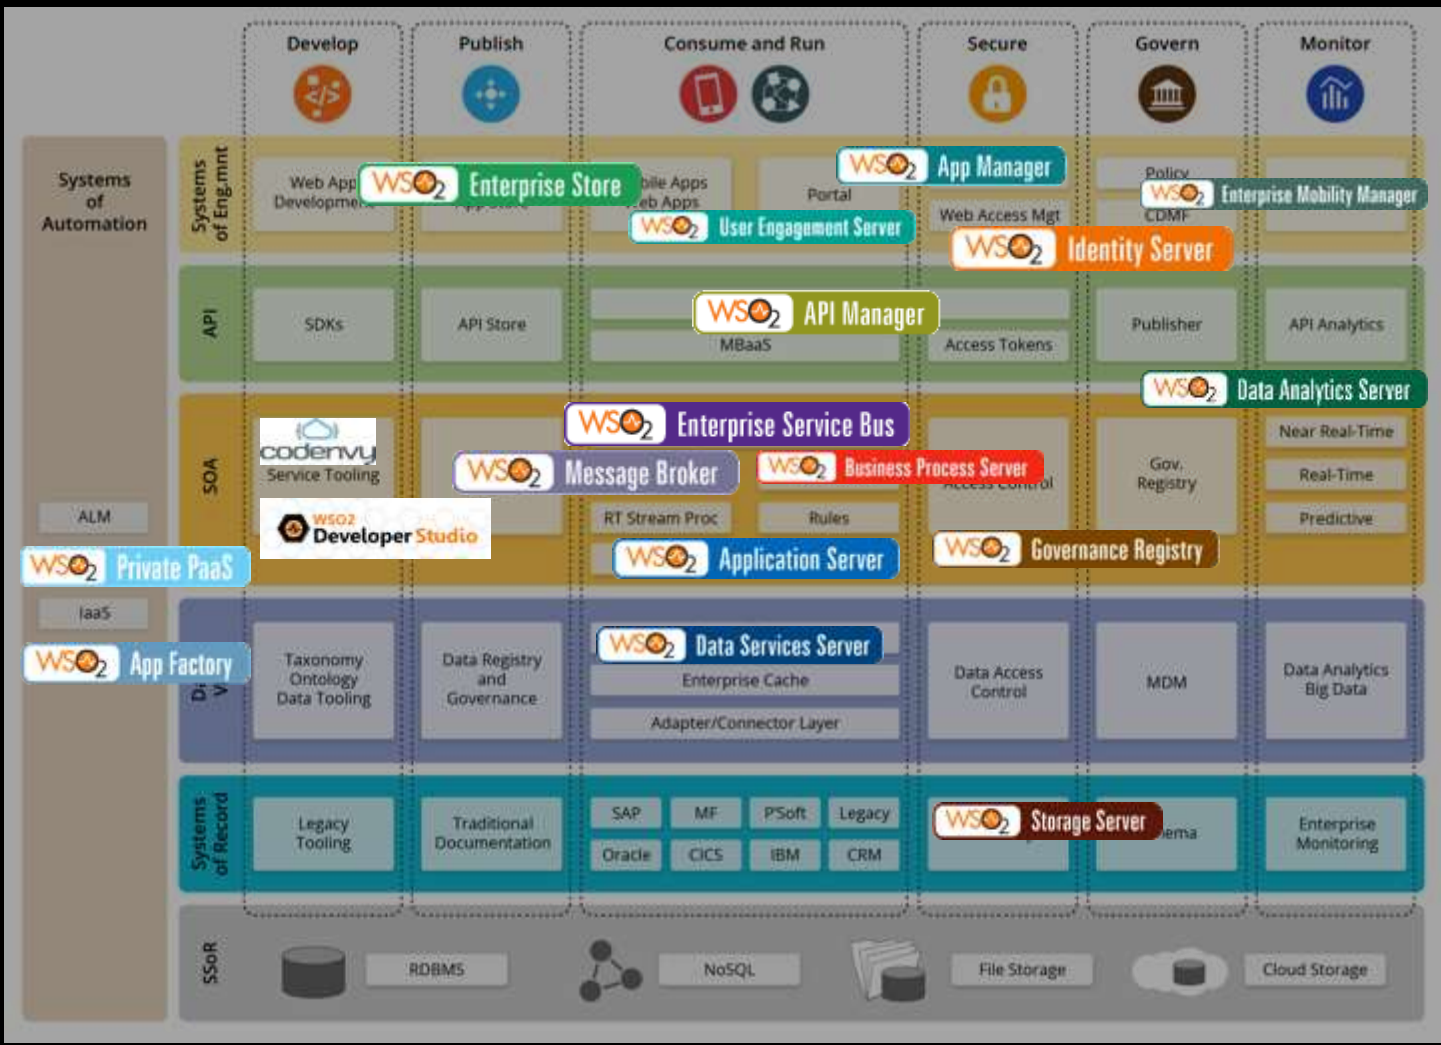 Develop
Publish
Consume and Run
Secure
Govern
Monitor
Systems
of
Automation
ALM
WSO2 Private PaaS
IaaS
WSO2 App Factory
Systems
of Eng.mnt
Web App
Development
WSO2 Enterprise Store
Apps
Apps
Portal
WSO2 User Engagement Server
WSO2 App Manager
Web Access Mgt
WSO2 Identity Server
Policy
WSO2 Enterprise Mobility Manager
CDMF
API
SDKs
API Store
WSO2 API Manager
MBaaS
Access Tokens
Publisher
API Analytics
WSO2 Data Analytics Server
SOA
codenvy
Service Tooling
WSO2
Developer Studio
WSO2 Enterprise Service Bus
WSO2 Message Broker
WSO2 Business Process Server
RT Stream Proc
Rules
WSO2 Application Server
Access Control
Gov.
Registry
WSO2 Governance Registry
Near Real-Time
Real-Time
Predictive
Taxonomy
Ontology
Data Tooling
Data Registry
and
Governance
WSO2 Data Services Server
Enterprise Cache
Adapter/Connector Layer
Data Access
Control
MDM
Data Analytics
Big Data
Systems
of Record
Legacy
Tooling
Traditional
Documentation
SAP
MF
P'Soft
Legacy
Oracle
CICS
IBM
CRM
WSO2 Storage Server
Enterprise
Monitoring
SSoR
RDBMS
NoSQL
File Storage
Cloud Storage